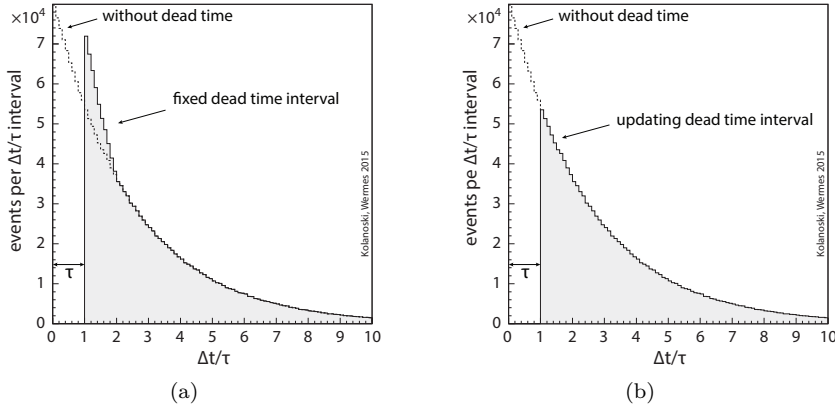 ×10⁴
without dead time
7
fixed dead time interval
6
5
4
3
2
1
0
events per Δt/τ interval
τ
Kolanoski, Wermes 2015
0 1 2 3 4 5 6 7 8 9 10
Δt/τ
(a)
×10⁴
without dead time
7
6
updating dead time interval
5
4
3
2
1
0
events pe Δt/τ interval
τ
Kolanoski, Wermes 2015
0 1 2 3 4 5 6 7 8 9 10
Δt/τ
(b)